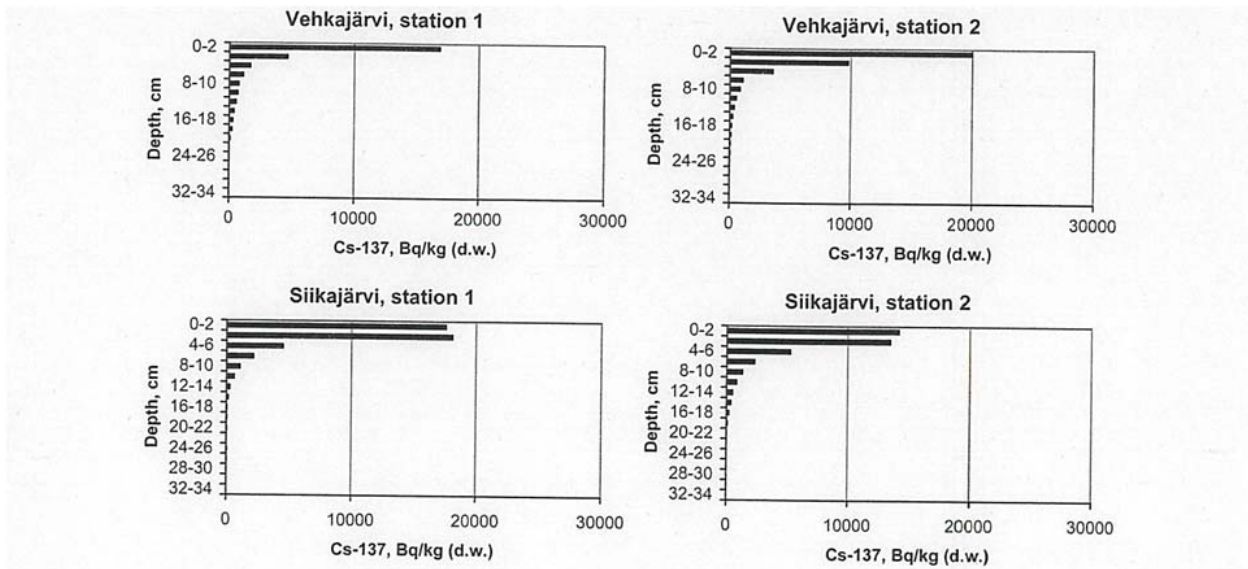 Vehkajärvi, station 1
Depth, cm
0-2
8-10
16-18
24-26
32-34
0 10000 20000 30000
Cs-137, Bq/kg (d.w.)
Vehkajärvi, station 2
Depth, cm
0-2
8-10
16-18
24-26
32-34
0 10000 20000 30000
Cs-137, Bq/kg (d.w.)
Siikajärvi, station 1
Depth, cm
0-2
4-6
8-10
12-14
16-18
20-22
24-26
28-30
32-34
0 10000 20000 30000
Cs-137, Bq/kg (d.w.)
Siikajärvi, station 2
Depth, cm
0-2
4-6
8-10
12-14
16-18
20-22
24-26
28-30
32-34
0 10000 20000 30000
Cs-137, Bq/kg (d.w.)